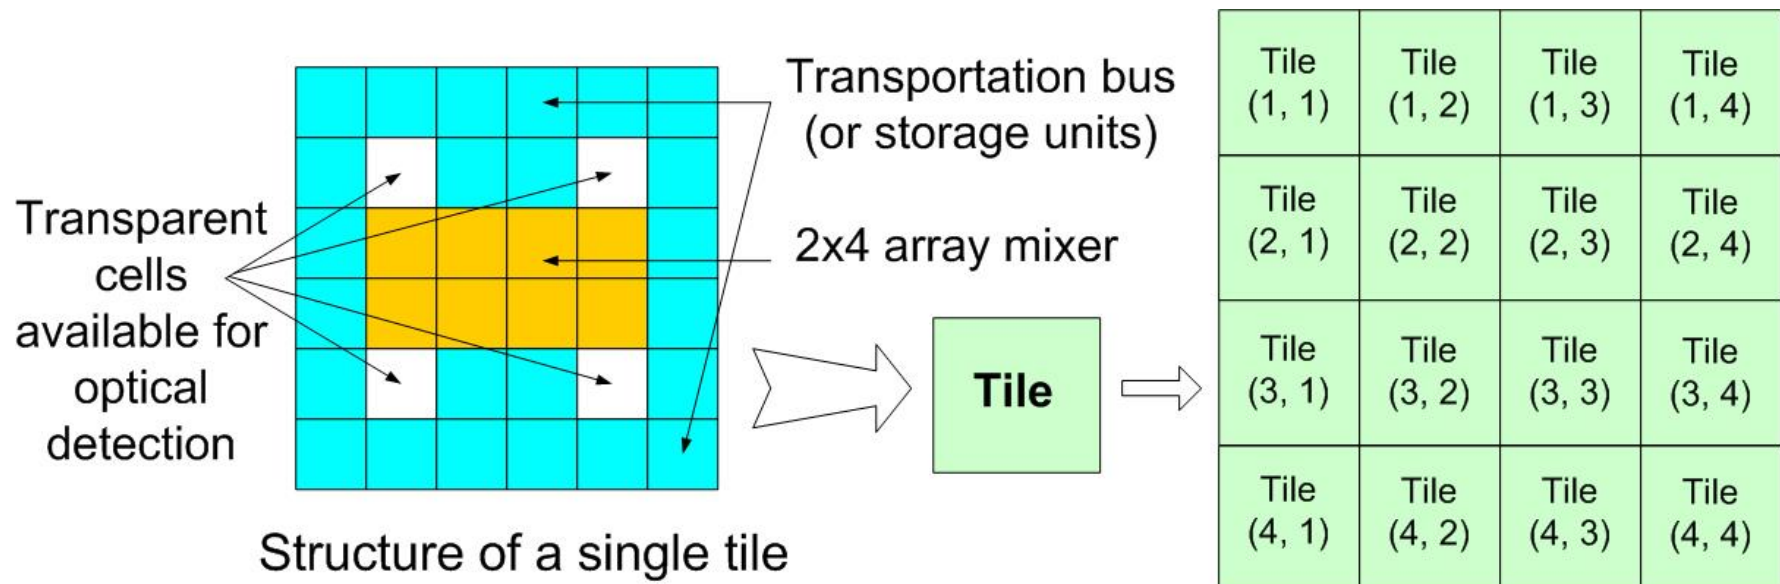 Transportation bus
(or storage units)
Transparent
cells
available for
optical
detection
2x4 array mixer
Structure of a single tile
Tile
Tile
(1, 1)
Tile
(1, 2)
Tile
(1, 3)
Tile
(1, 4)
Tile
(2, 1)
Tile
(2, 2)
Tile
(2, 3)
Tile
(2, 4)
Tile
(3, 1)
Tile
(3, 2)
Tile
(3, 3)
Tile
(3, 4)
Tile
(4, 1)
Tile
(4, 2)
Tile
(4, 3)
Tile
(4, 4)